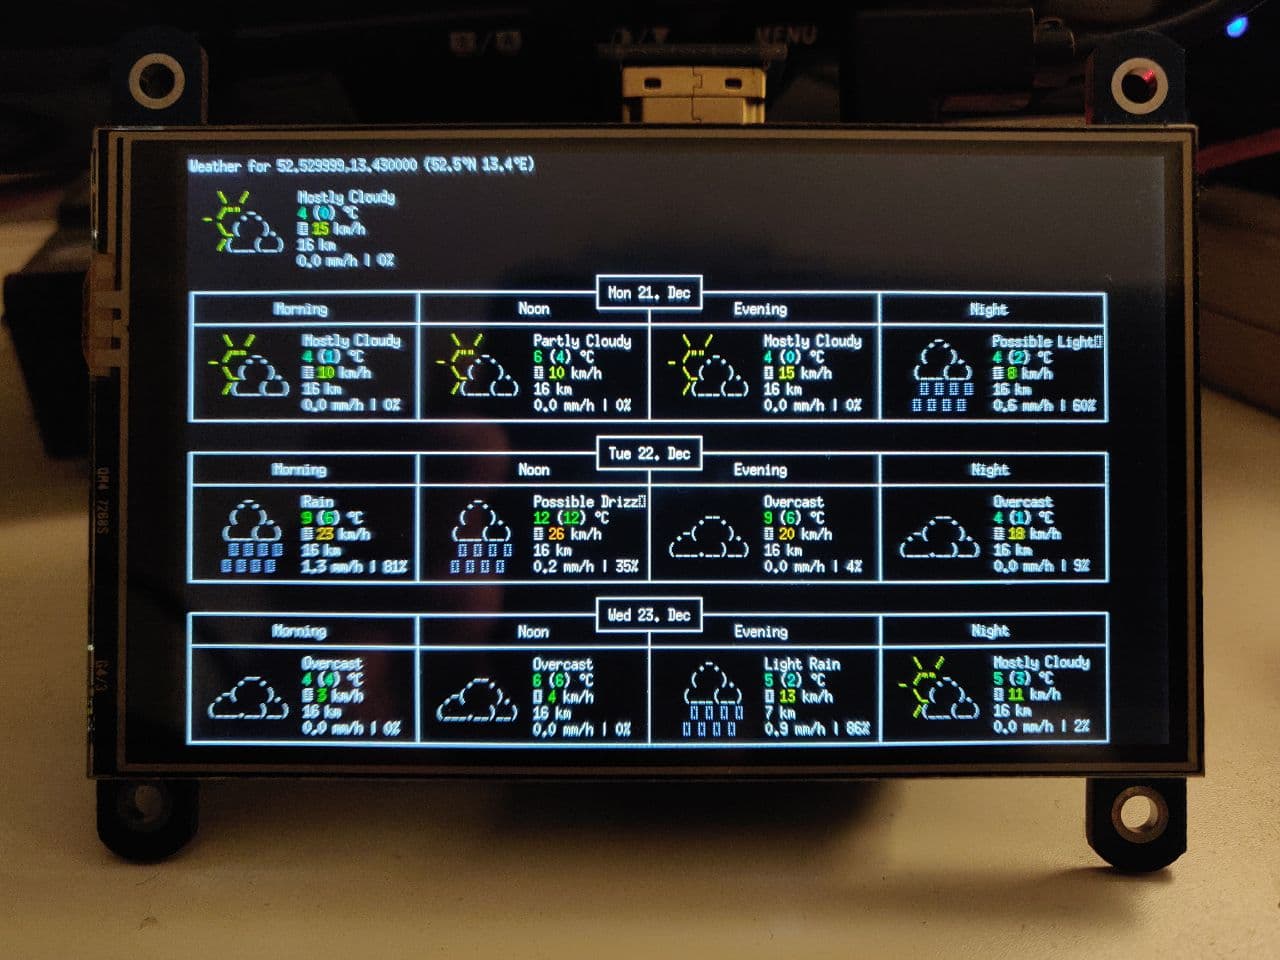 MENU
Weather for 52.529999,13.430000 (52.5°N 13.4°E)
Mostly Cloudy
4 (0) °C
15 km/h
16 km
0.0 mm/h | 0%
Mon 21. Dec
Morning Noon Evening Night
Mostly Cloudy Partly Cloudy Mostly Cloudy Possible Light
4 (1) °C 6 (4) °C 4 (0) °C 4 (2) °C
10 km/h 10 km/h 15 km/h 8 km/h
16 km 16 km 16 km 16 km
0.0 mm/h | 0% 0.0 mm/h | 0% 0.0 mm/h | 0% 0.6 mm/h | 60%
Tue 22. Dec
Morning Noon Evening Night
Rain Possible Drizz Overcast Overcast
9 (6) °C 12 (12) °C 9 (6) °C 4 (1) °C
23 km/h 26 km/h 20 km/h 18 km/h
16 km 16 km 16 km 16 km
1.3 mm/h | 81% 0.2 mm/h | 35% 0.0 mm/h | 4% 0.0 mm/h | 9%
Wed 23. Dec
Morning Noon Evening Night
Overcast Overcast Light Rain Mostly Cloudy
4 (4) °C 6 (6) °C 5 (2) °C 5 (3) °C
3 km/h 4 km/h 13 km/h 11 km/h
16 km 16 km 7 km 16 km
0.0 mm/h | 0% 0.0 mm/h | 0% 0.9 mm/h | 86% 0.0 mm/h | 2%